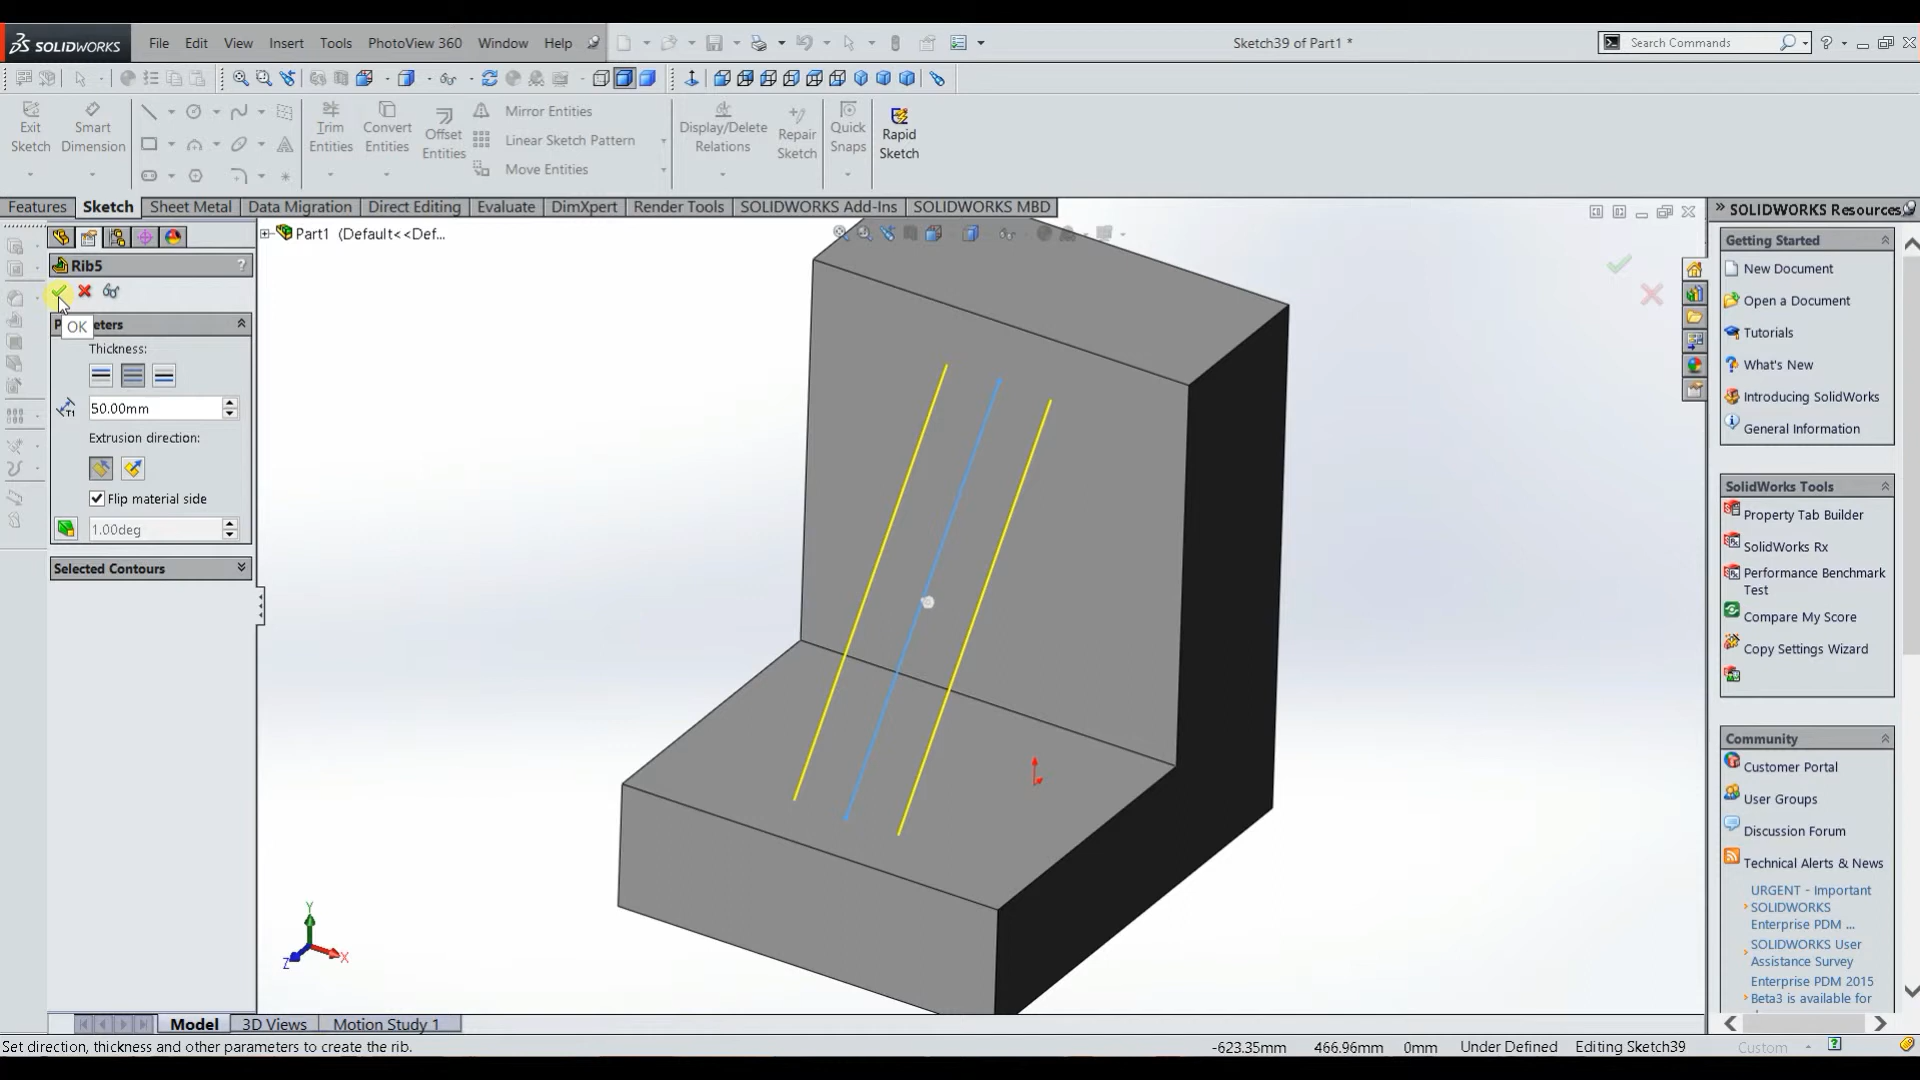 SOLIDWORKS File Edit View Insert Tools PhotoView 360 Window Help Sketch39 of Part1 * Search Commands
Exit Sketch
Smart Dimension
Trim Entities
Convert Entities
Offset Entities
Mirror Entities
Linear Sketch Pattern
Move Entities
Display/Delete Relations
Repair Sketch
Quick Snaps
Rapid Sketch
Features Sketch Sheet Metal Data Migration Direct Editing Evaluate DimXpert Render Tools SOLIDWORKS Add-Ins SOLIDWORKS MBD
Part1 (Default<<Def...
Rib5
?
OK
P eters
Thickness:
T1 50.00mm
Extrusion direction:
Flip material side
1.00deg
Selected Contours
Y
X
Z
SOLIDWORKS Resources
Getting Started
New Document
Open a Document
Tutorials
What's New
Introducing SolidWorks
General Information
SolidWorks Tools
Property Tab Builder
SolidWorks Rx
Performance Benchmark
Test
Compare My Score
Copy Settings Wizard
Community
Customer Portal
User Groups
Discussion Forum
Technical Alerts & News
URGENT - Important
SOLIDWORKS
Enterprise PDM ...
SOLIDWORKS User
Assistance Survey
Enterprise PDM 2015
Beta3 is available for
Model 3D Views Motion Study 1
Set direction, thickness and other parameters to create the rib. -623.35mm 466.96mm 0mm Under Defined Editing Sketch39 Custom